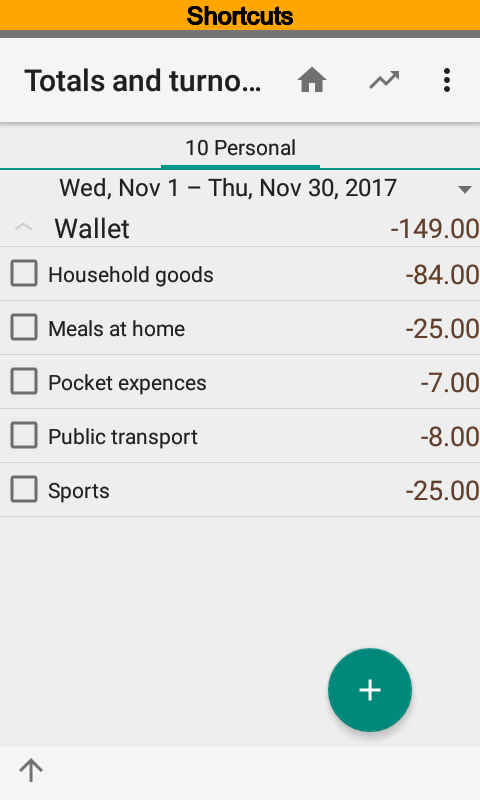 Shortcuts
Totals and turno...
10 Personal
Wed, Nov 1 – Thu, Nov 30, 2017
Wallet -149.00
Household goods -84.00
Meals at home -25.00
Pocket expences -7.00
Public transport -8.00
Sports -25.00